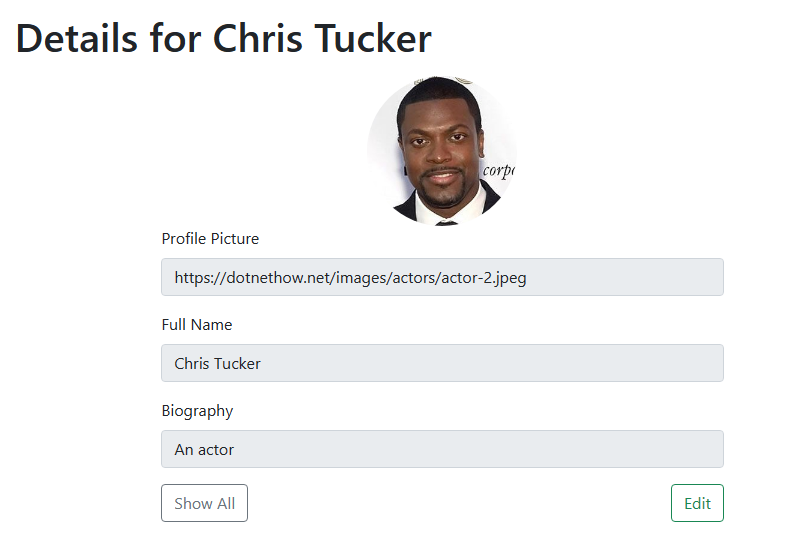 Details for Chris Tucker
corpo
Profile Picture
https://dotnethow.net/images/actors/actor-2.jpeg
Full Name
Chris Tucker
Biography
An actor
Show All
Edit